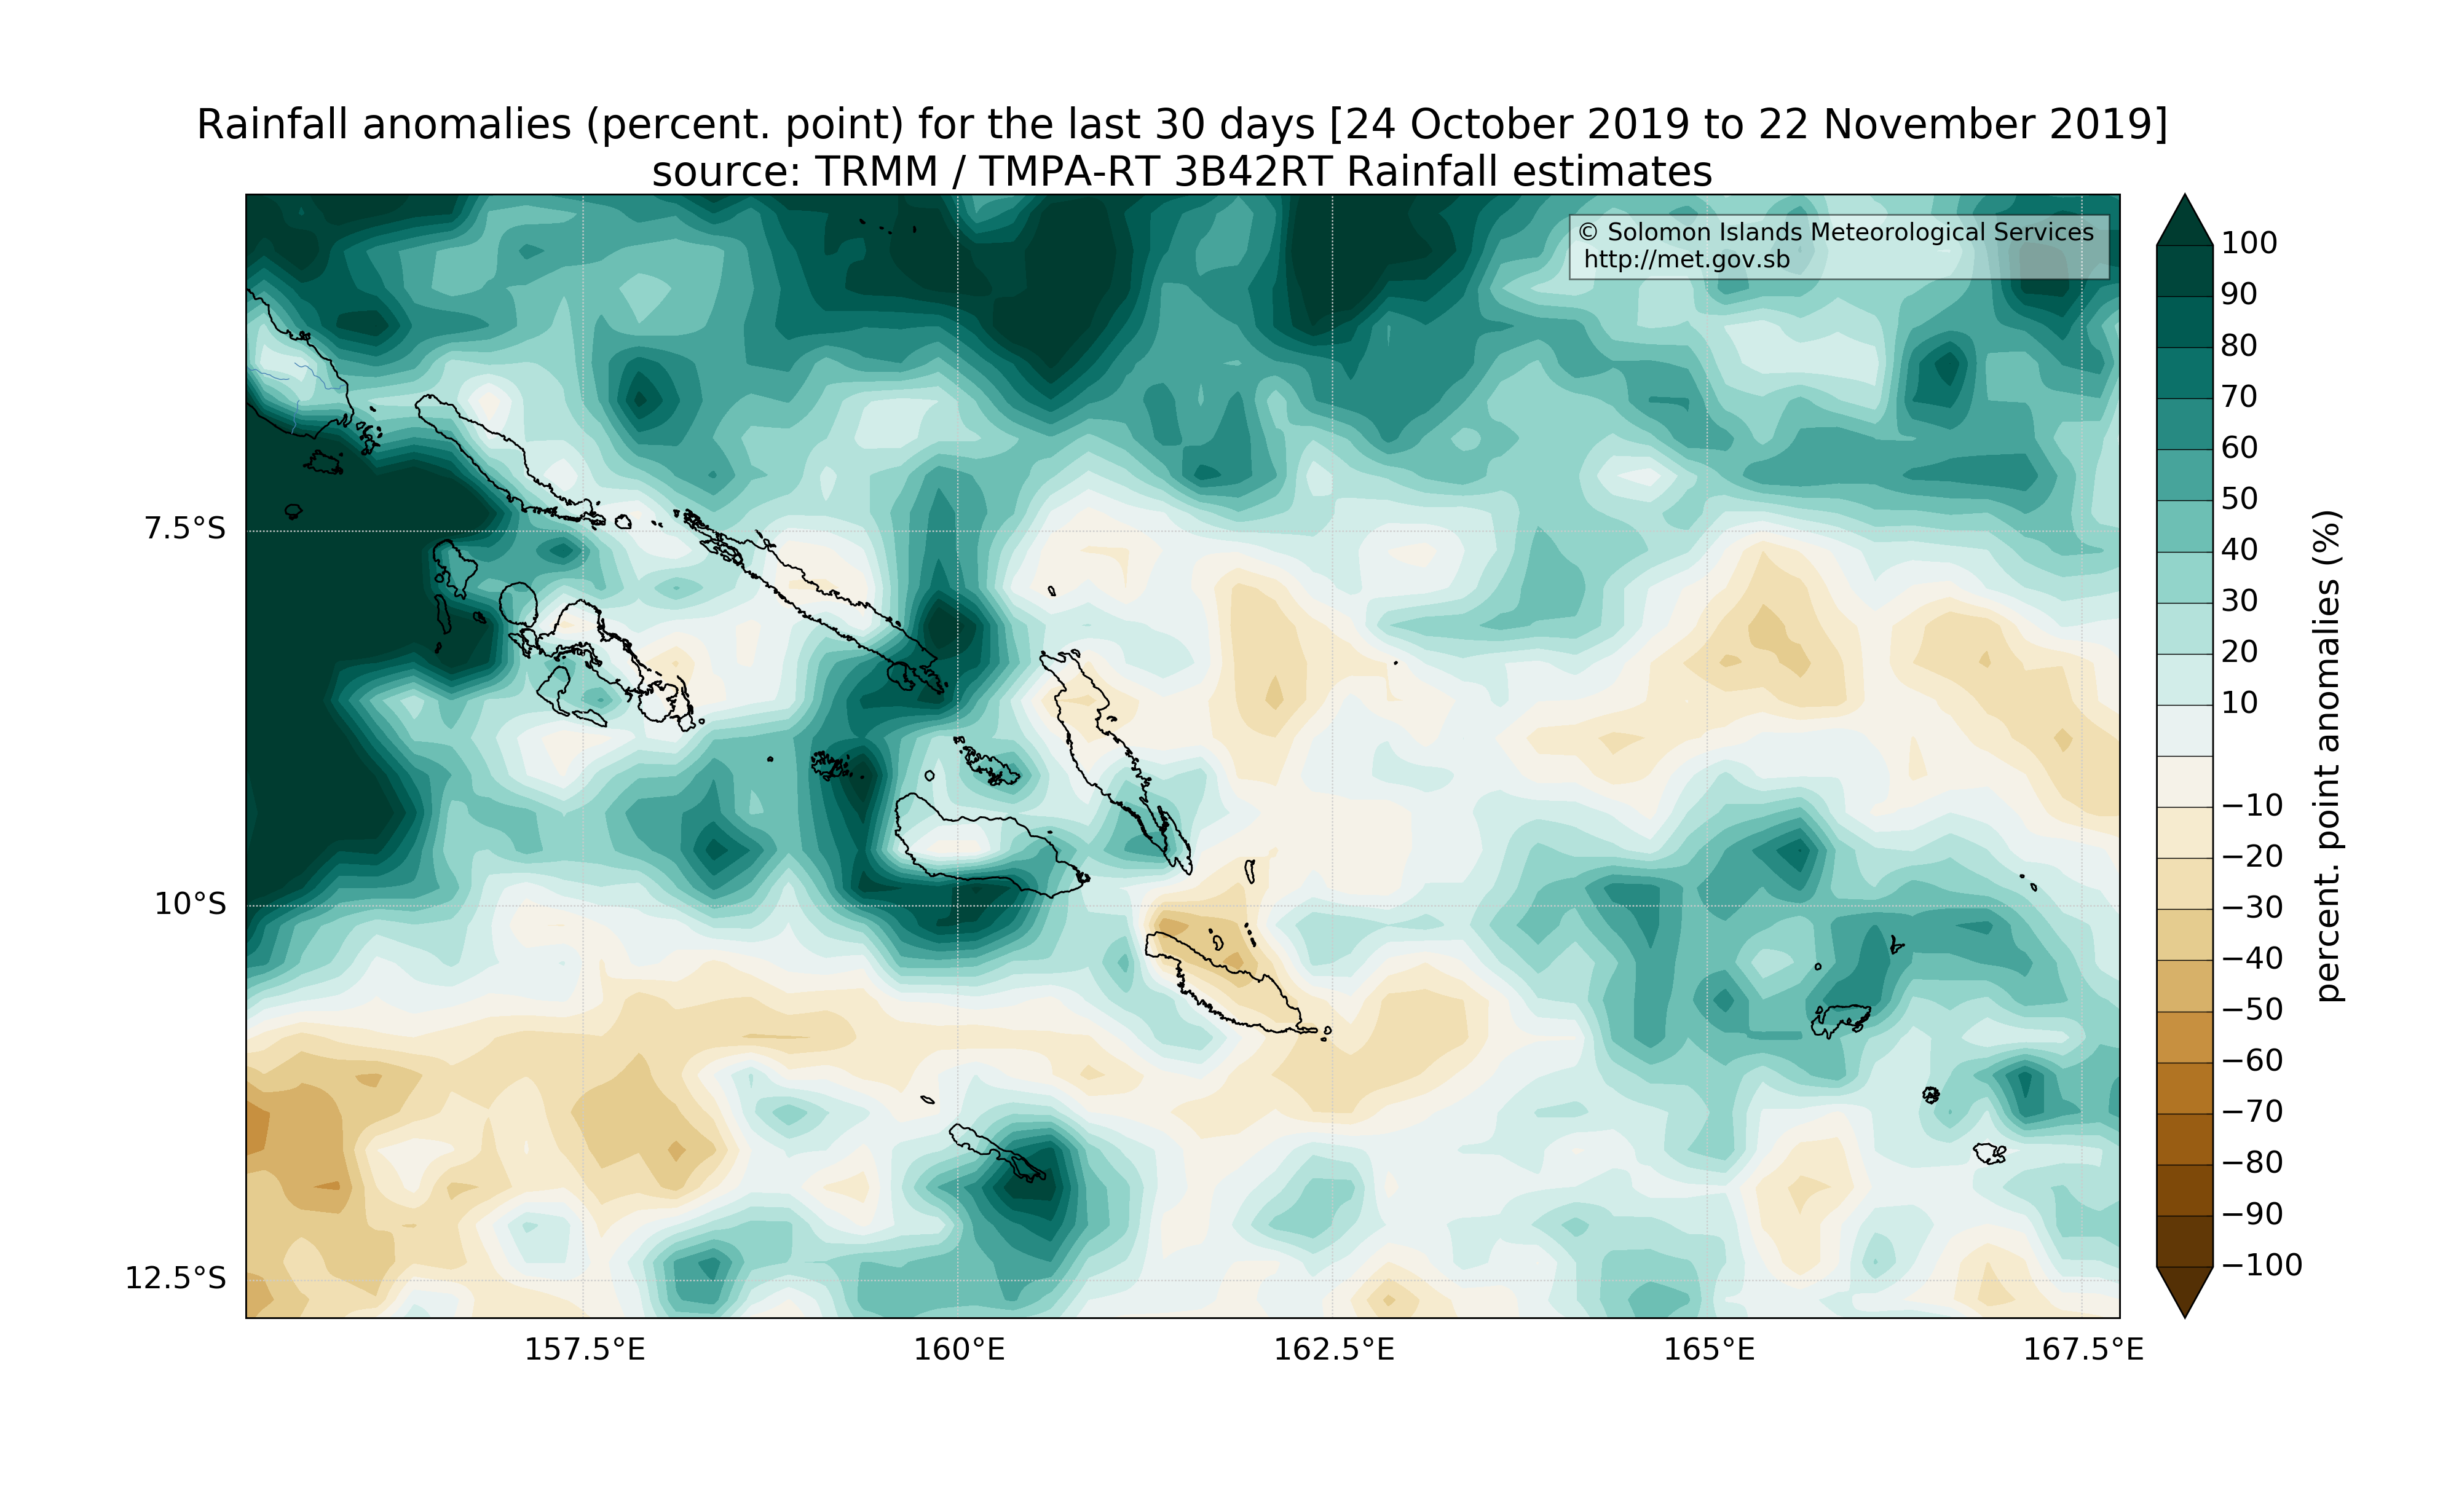 Rainfall anomalies (percent. point) for the last 30 days [24 October 2019 to 22 November 2019]
source: TRMM / TMPA-RT 3B42RT Rainfall estimates
© Solomon Islands Meteorological Services
http://met.gov.sb
7.5°S
10°S
12.5°S
157.5°E
160°E
162.5°E
165°E
167.5°E
100
90
80
70
60
50
40
30
20
10
−10
−20
−30
−40
−50
−60
−70
−80
−90
−100
percent. point anomalies (%)